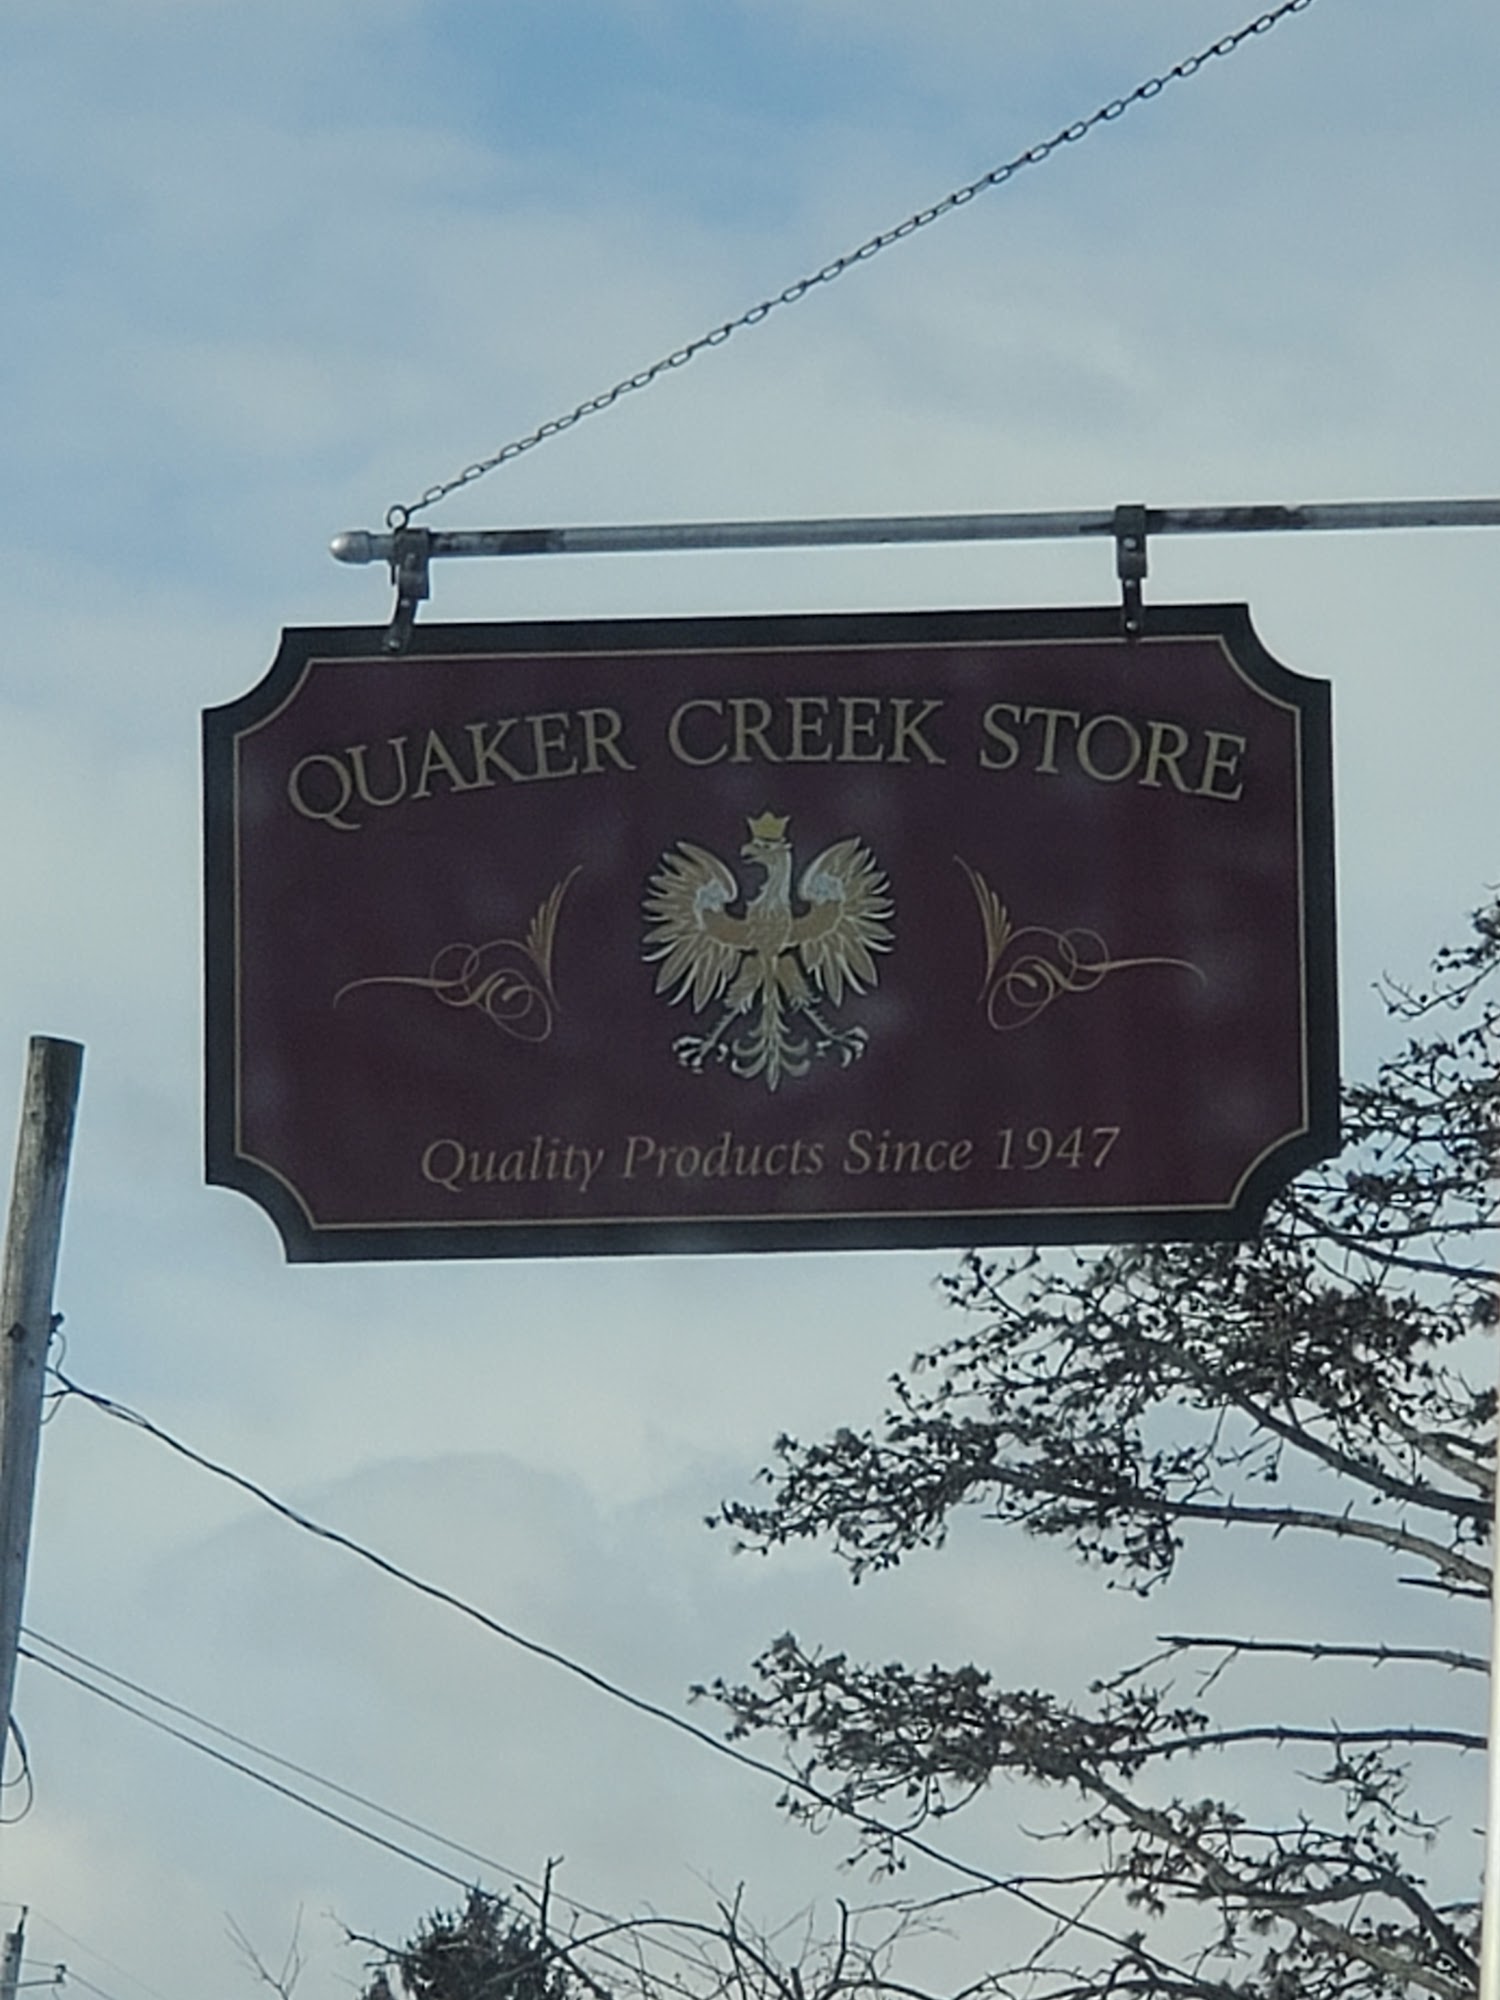 QUAKER CREEK STORE
Quality Products Since 1947